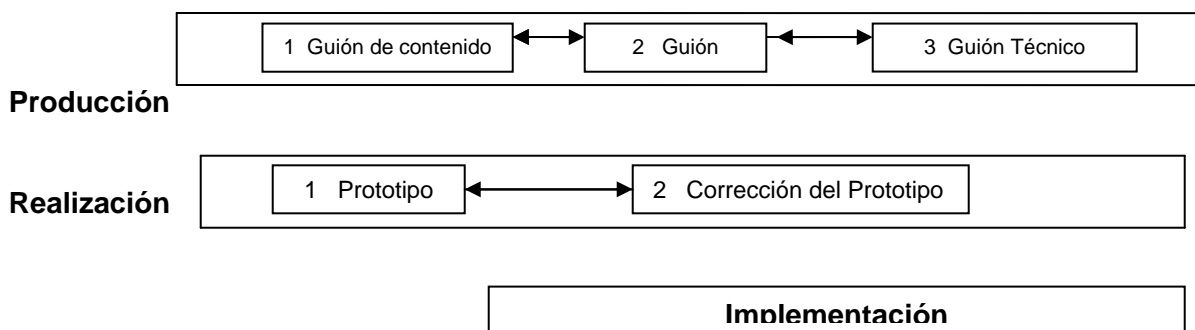 1 Guión de contenido
2 Guión
3 Guión Técnico
Producción
1 Prototipo
2 Corrección del Prototipo
Realización
Implementación